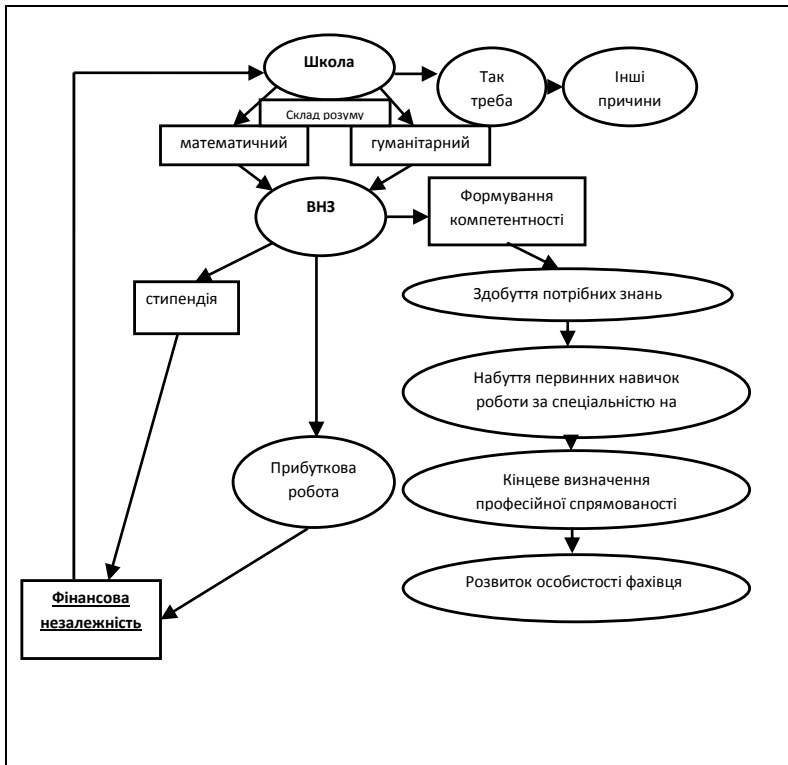 Школа
Так
треба
Інші
причини
Склад розуму
математичний
гуманітарний
ВНЗ
Формування
компетентності
стипендія
Здобуття потрібних знань
Набуття первинних навичок
роботи за спеціальністю на
Прибуткова
робота
Кінцеве визначення
професійної спрямованості
Фінансова
незалежність
Розвиток особистості фахівця